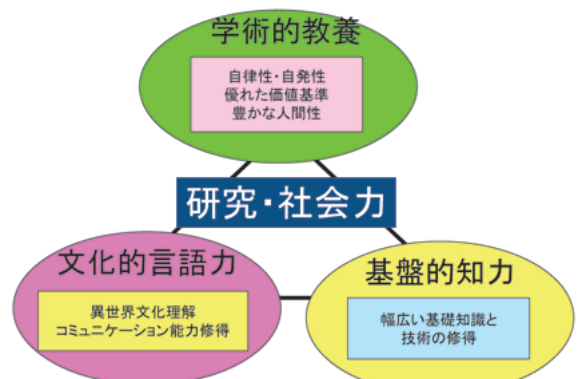 学術的教養
自律性・自発性
優れた価値基準
豊かな人間性
研究・社会力
文化的言語力
異世界文化理解
コミュニケーション能力修得
基盤的知力
幅広い基礎知識と
技術の修得